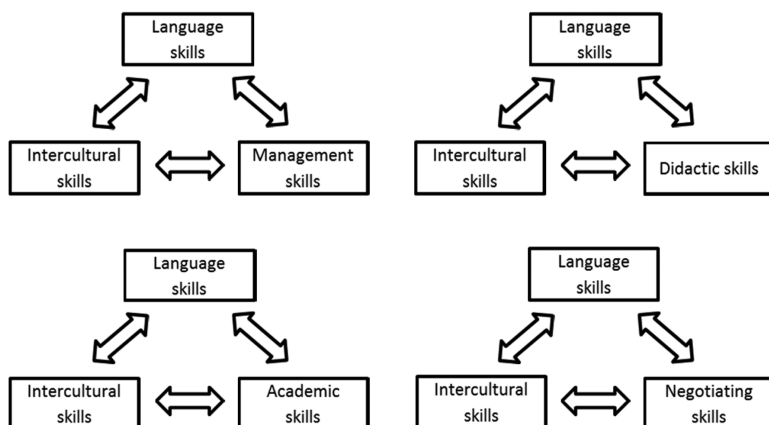 Language
skills
Intercultural
skills
Management
skills
Language
skills
Intercultural
skills
Didactic skills
Language
skills
Intercultural
skills
Academic
skills
Language
skills
Intercultural
skills
Negotiating
skills